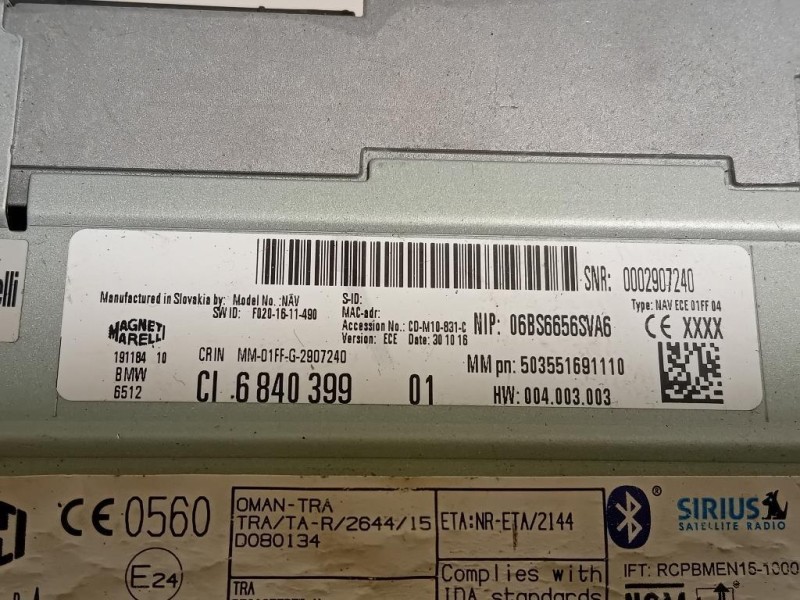 elli
SNR: 0002907240
Manufactured in Slovakia by: Model No.: NAV S-ID: Type: NAV ECE 01FF 04
SW ID: F020-16-11-490 MAC-adr:
MAGNETI MARELLI
Accession No.: CD-M10-831-C NIP: 06BS6656SVA6 CE XXXX
Version: ECE Date: 30 10 16
191184 10 CRIN MM-01FF-G-2907240
BMW
6512
CI 6 840 399 01
MM pn: 503551691110
HW: 004.003.003
CE 0560
OMAN-TRA
TRA/TA-R/2644/15
D080134
ETA:NR-ETA/2144
®
SIRIUS
SATELLITE RADIO
E24
TRA
Complies with
IDA standards
IFT: RCPBMEN15-1000